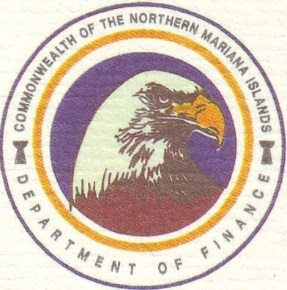 COMMONWEALTH OF THE NORTHERN MARIANA ISLANDS
DEPARTMENT OF FINANCE